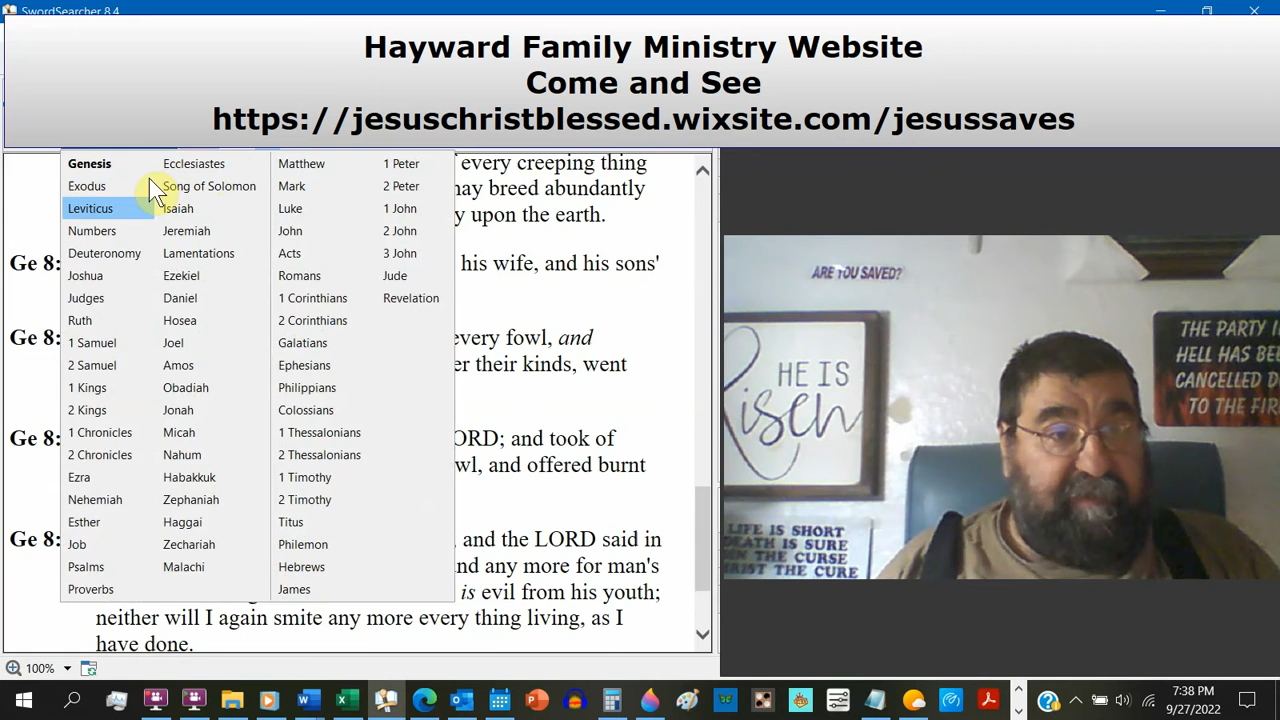 SwordSearcher 8.4
Hayward Family Ministry Website
Come and See
https://jesuschristblessed.wixsite.com/jesussaves
Genesis
Exodus
Leviticus
Numbers
Deuteronomy
Joshua
Judges
Ruth
1 Samuel
2 Samuel
1 Kings
2 Kings
1 Chronicles
2 Chronicles
Ezra
Nehemiah
Esther
Job
Psalms
Proverbs
Ecclesiastes
Song of Solomon
Isaiah
Jeremiah
Lamentations
Ezekiel
Daniel
Hosea
Joel
Amos
Obadiah
Jonah
Micah
Nahum
Habakkuk
Zephaniah
Haggai
Zechariah
Malachi
Matthew
Mark
Luke
John
Acts
Romans
1 Corinthians
2 Corinthians
Galatians
Ephesians
Philippians
Colossians
1 Thessalonians
2 Thessalonians
1 Timothy
2 Timothy
Titus
Philemon
Hebrews
James
1 Peter
2 Peter
1 John
2 John
3 John
Jude
Revelation
every creeping thing
may breed abundantly
upon the earth.
Ge 8: his wife, and his sons'
Ge 8: every fowl, and
their kinds, went
Ge 8: ; and took of
and offered burnt
Ge 8: and the LORD said in
any more for man's
is evil from his youth;
neither will I again smite any more every thing living, as I
have done.
100%
ARE YOU SAVED?
HE IS
Risen
THE PARTY IN
HELL HAS BEEN
CANCELLED D
TO THE FIR
LIFE IS SHORT
DEATH IS SURE
THE CURSE
THE CURE
7:38 PM
9/27/2022